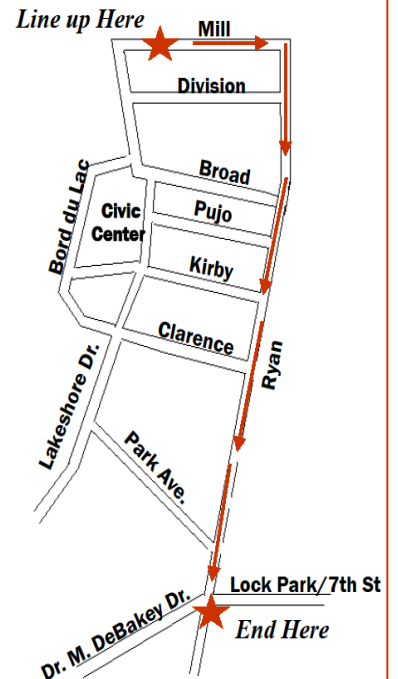 Line up Here
Mill
Division
Broad
Bord du Lac
Civic
Center
Pujo
Kirby
Clarence
Ryan
Lakeshore Dr.
Park Ave.
Lock Park/7th St
Dr. M. DeBakey Dr.
End Here